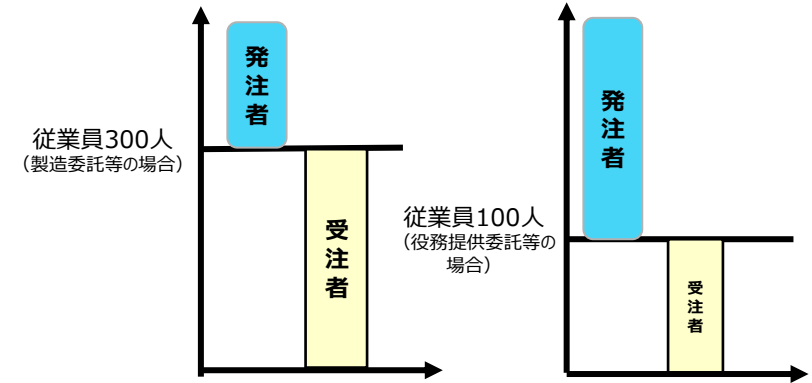 発注者
従業員300人
（製造委託等の場合）
受注者
発注者
従業員100人
（役務提供委託等の
場合）
受注者